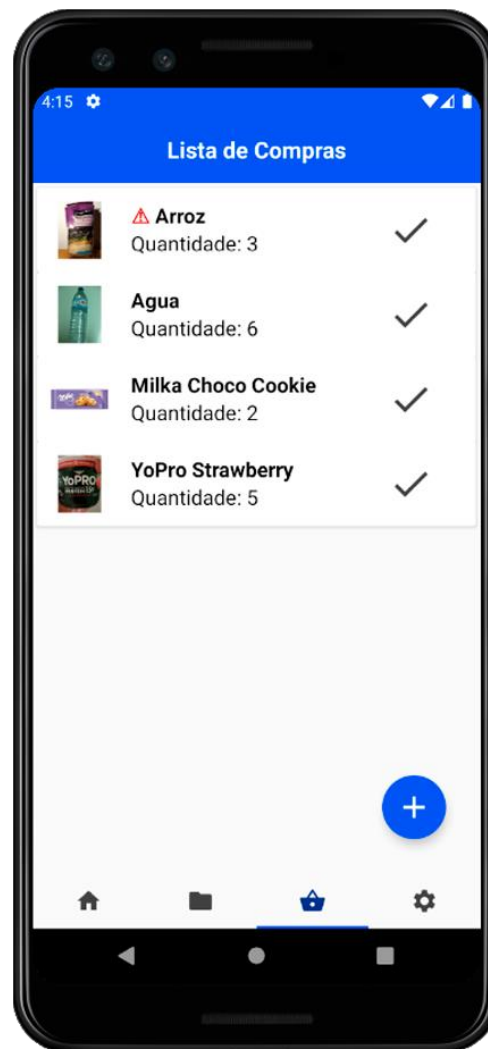 4:15
Lista de Compras
⚠ Arroz
Quantidade: 3
Agua
Quantidade: 6
Milka Choco Cookie
Quantidade: 2
YoPRO
YoPro Strawberry
Quantidade: 5